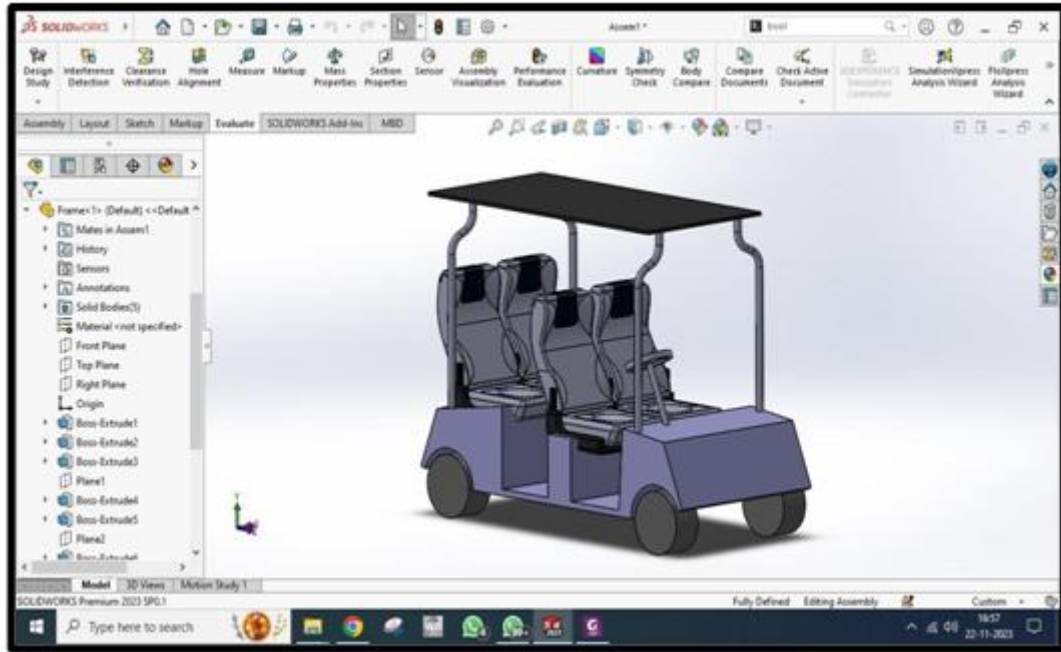 SOLIDWORKS
Assem1 *
Design Study
Interference Detection
Clearance Verification
Hole Alignment
Measure
Markup
Mass Properties
Section Properties
Sensor
Assembly Visualization
Performance Evaluation
Curvature
Symmetry Check
Body Compare
Compare Documents
Check Active Document
SimulationXpress Analysis Wizard
FloXpress Analysis Wizard
Assembly Layout Sketch Markup Evaluate SOLIDWORKS Add-Ins MBD
Frame<1> (Default) <<Default
Mates in Assem1
History
Sensors
Annotations
Solid Bodies(5)
Material <not specified>
Front Plane
Top Plane
Right Plane
Origin
Boss-Extrude1
Boss-Extrude2
Boss-Extrude3
Plane1
Boss-Extrude4
Boss-Extrude5
Plane2
Model 3D Views Motion Study 1
SOLIDWORKS Premium 2023 SP0.1
Fully Defined Editing Assembly Custom
Type here to search
16:57
22-11-2023